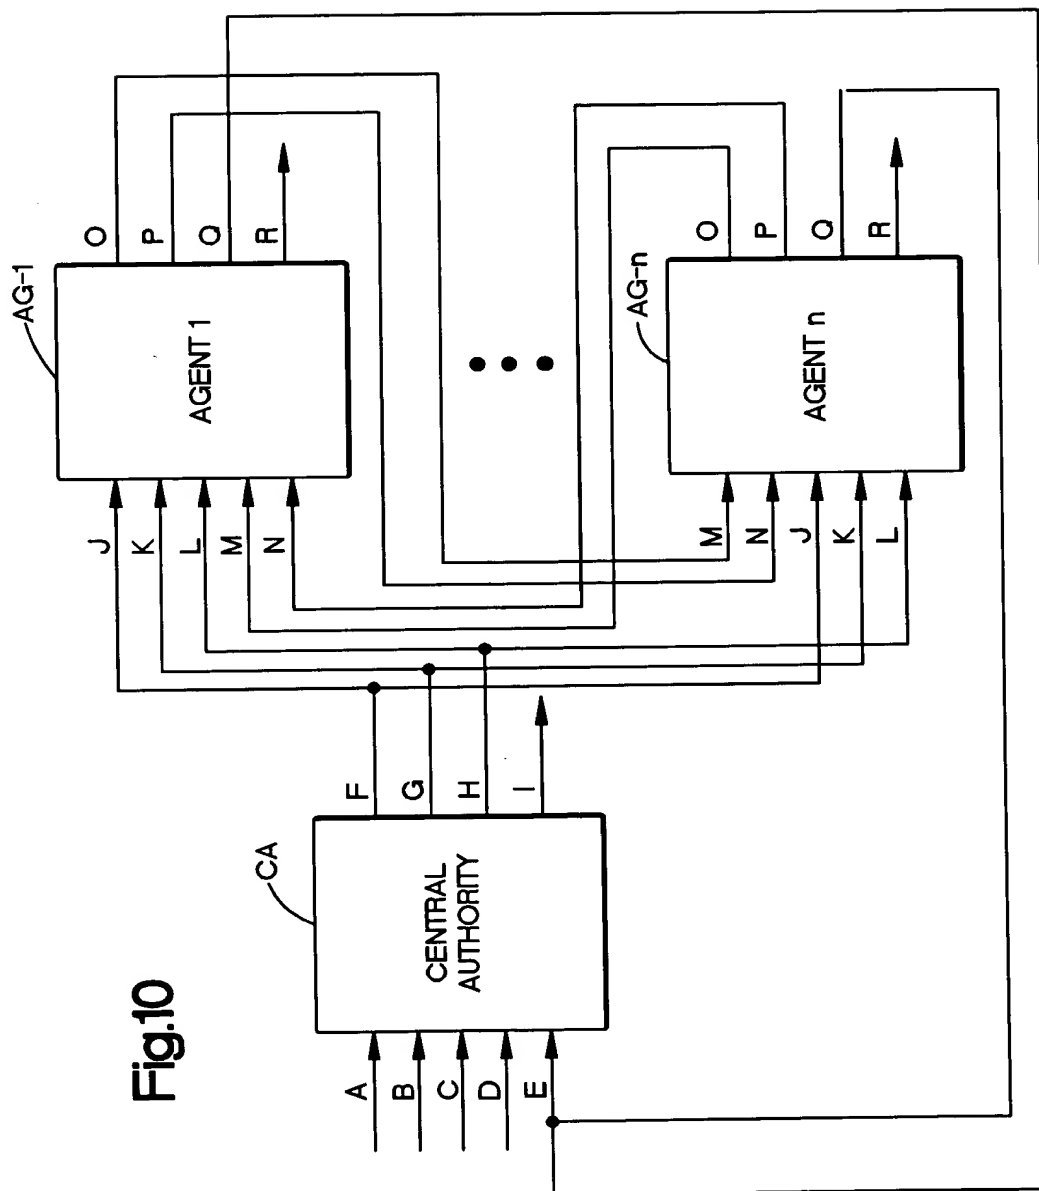 Fig.10
A
B
C
D
E
CA
CENTRAL
AUTHORITY
F
G
H
I
J
K
L
M
N
AG-1
AGENT 1
O
P
Q
R
M
N
J
K
L
AG-n
AGENT n
O
P
Q
R